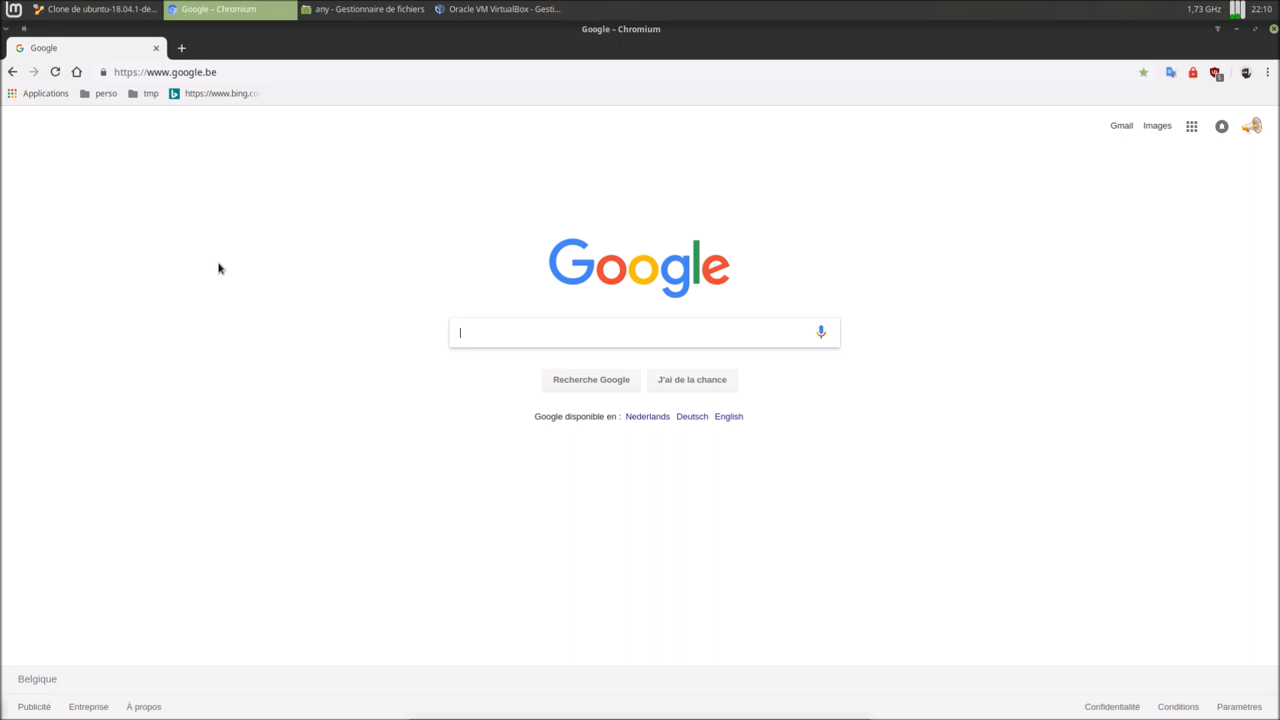 Clone de ubuntu-18.04.1-de... Google – Chromium any - Gestionnaire de fichiers Oracle VM VirtualBox - Gesti... 1,73 GHz 22:10
Google – Chromium
Google
https://www.google.be
Applications perso tmp https://www.bing.co
Gmail Images
Google
Recherche Google J'ai de la chance
Google disponible en : Nederlands Deutsch English
Belgique
Publicité Entreprise À propos Confidentialité Conditions Paramètres